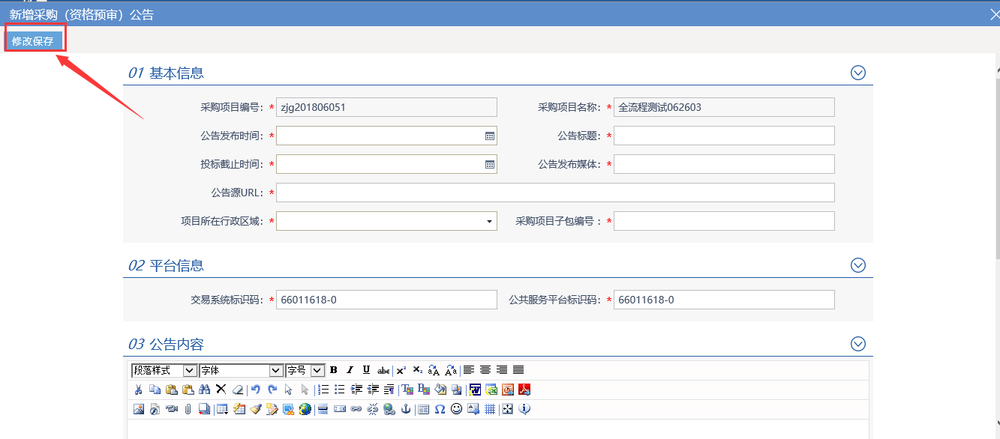 新增采购（资格预审）公告
修改保存
01 基本信息
采购项目编号：* zjg201806051 采购项目名称：* 全流程测试062603
公告发布时间：* 公告标题：*
投标截止时间：* 公告发布媒体：*
公告源URL：*
项目所在行政区域：* 采购项目子包编号 ：*
02 平台信息
交易系统标识码：* 66011618-0 公共服务平台标识码：* 66011618-0
03 公告内容
段落样式 字体 字号 B I U abc